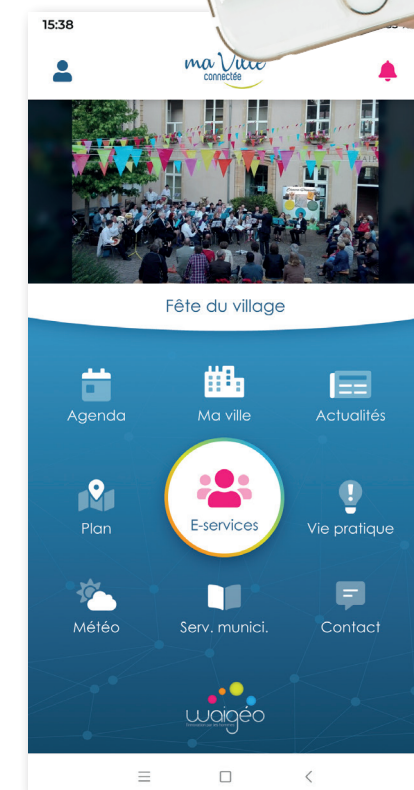 15:38
ma Ville
connectée
Fête du village
Agenda
Ma ville
Actualités
Plan
E-services
Vie pratique
Météo
Serv. munici.
Contact
waigéo